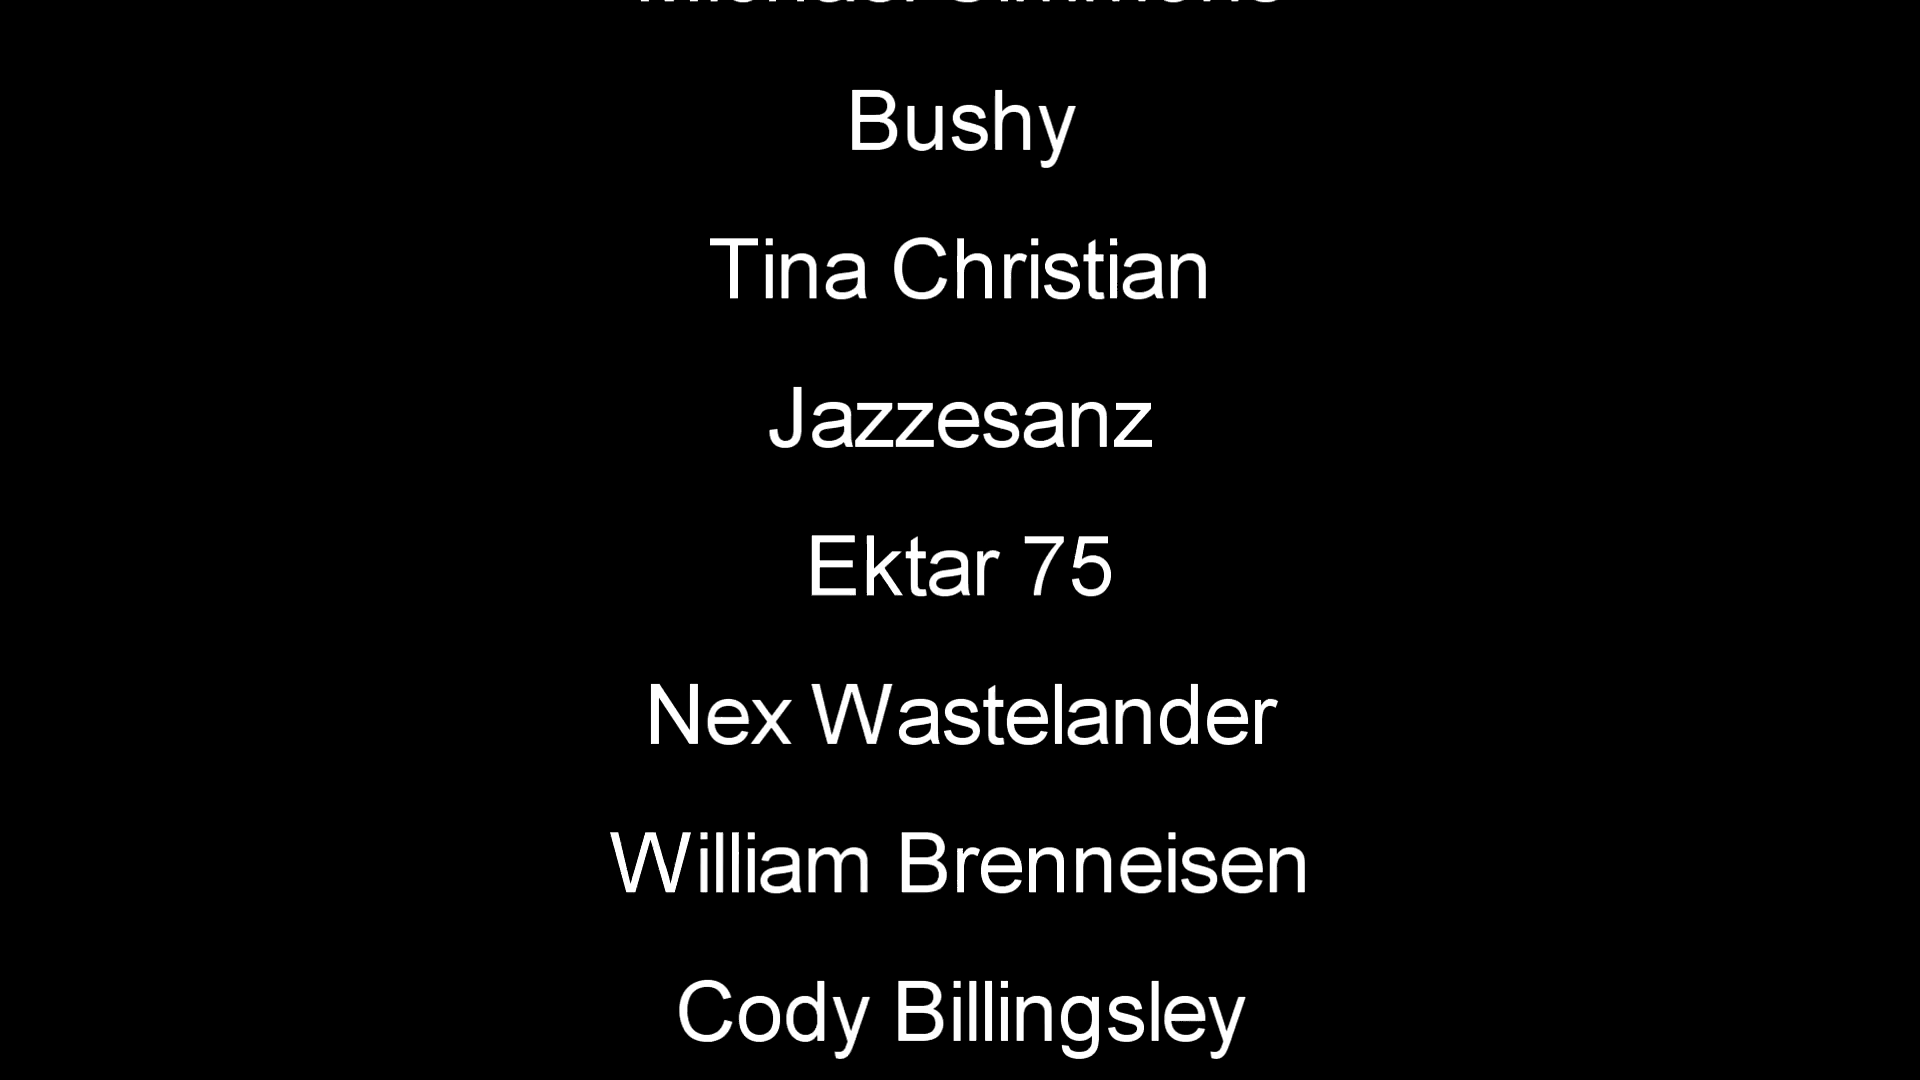 Bushy
Tina Christian
Jazzesanz
Ektar 75
Nex Wastelander
William Brenneisen
Cody Billingsley